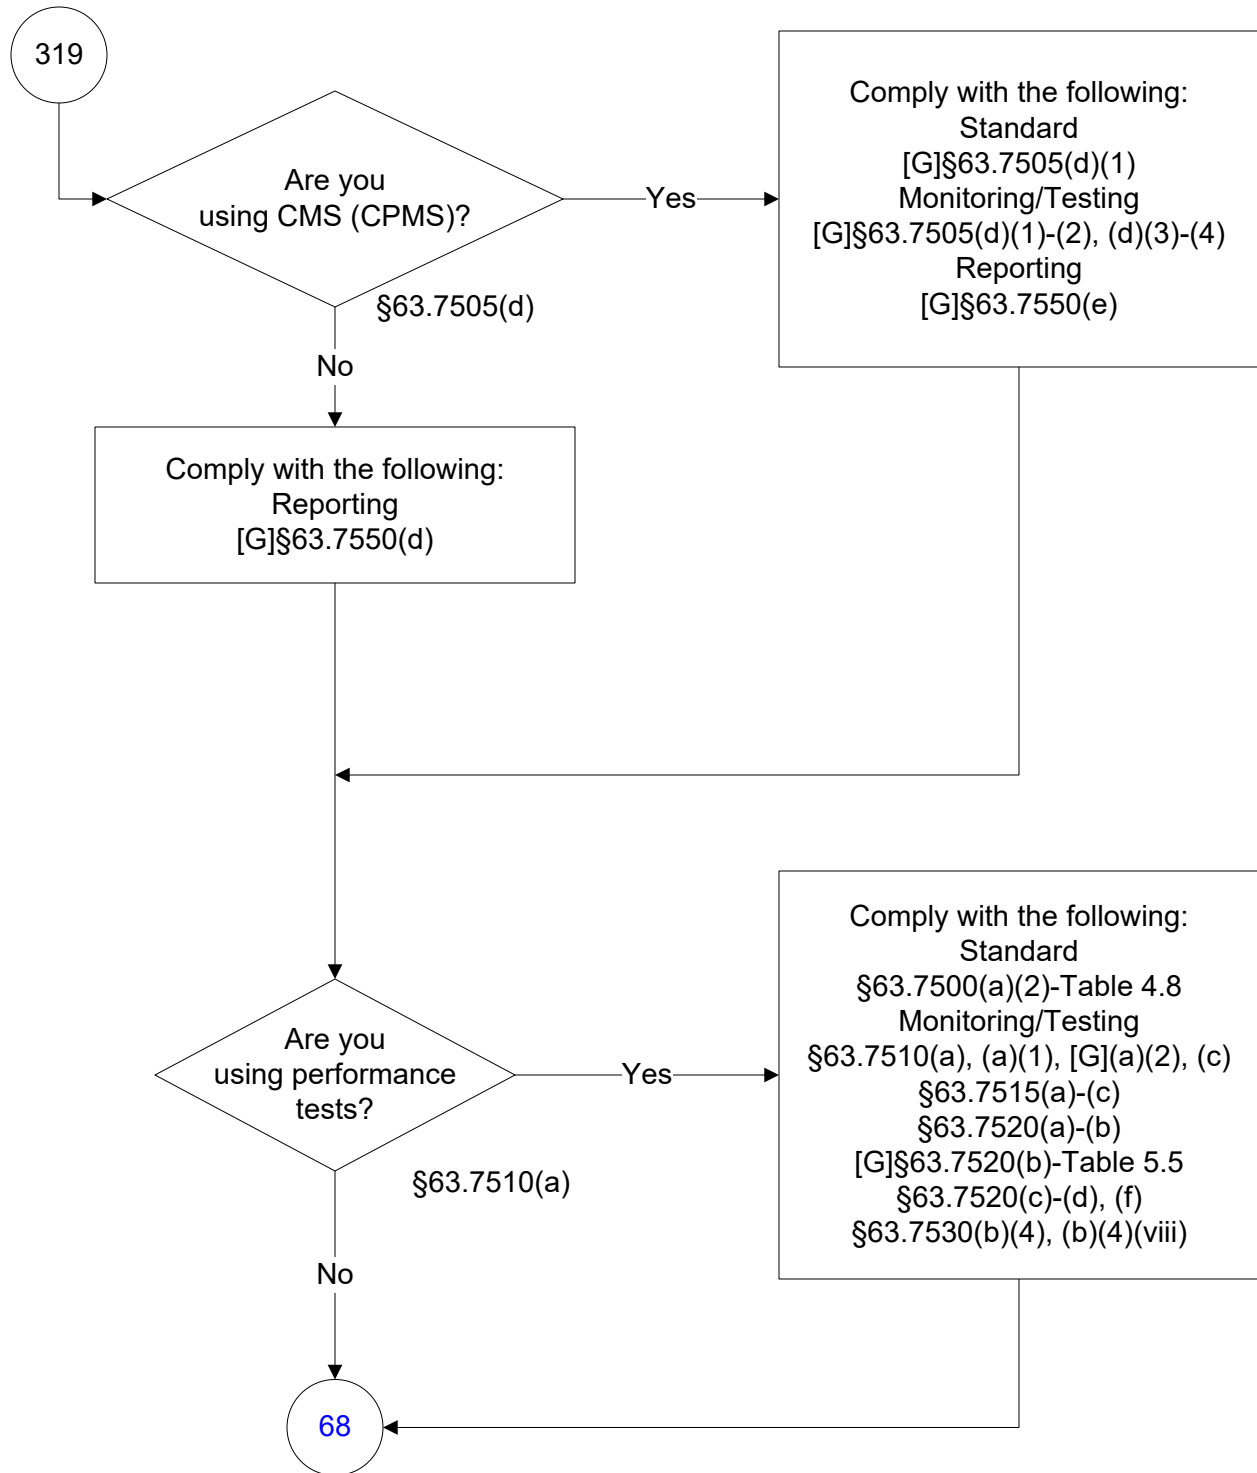 319
Are you
using CMS (CPMS)?
§63.7505(d)
Yes
Comply with the following:
Standard
[G]§63.7505(d)(1)
Monitoring/Testing
[G]§63.7505(d)(1)-(2), (d)(3)-(4)
Reporting
[G]§63.7550(e)
No
Comply with the following:
Reporting
[G]§63.7550(d)
Are you
using performance
tests?
§63.7510(a)
Yes
Comply with the following:
Standard
§63.7500(a)(2)-Table 4.8
Monitoring/Testing
§63.7510(a), (a)(1), [G](a)(2), (c)
§63.7515(a)-(c)
§63.7520(a)-(b)
[G]§63.7520(b)-Table 5.5
§63.7520(c)-(d), (f)
§63.7530(b)(4), (b)(4)(viii)
No
68